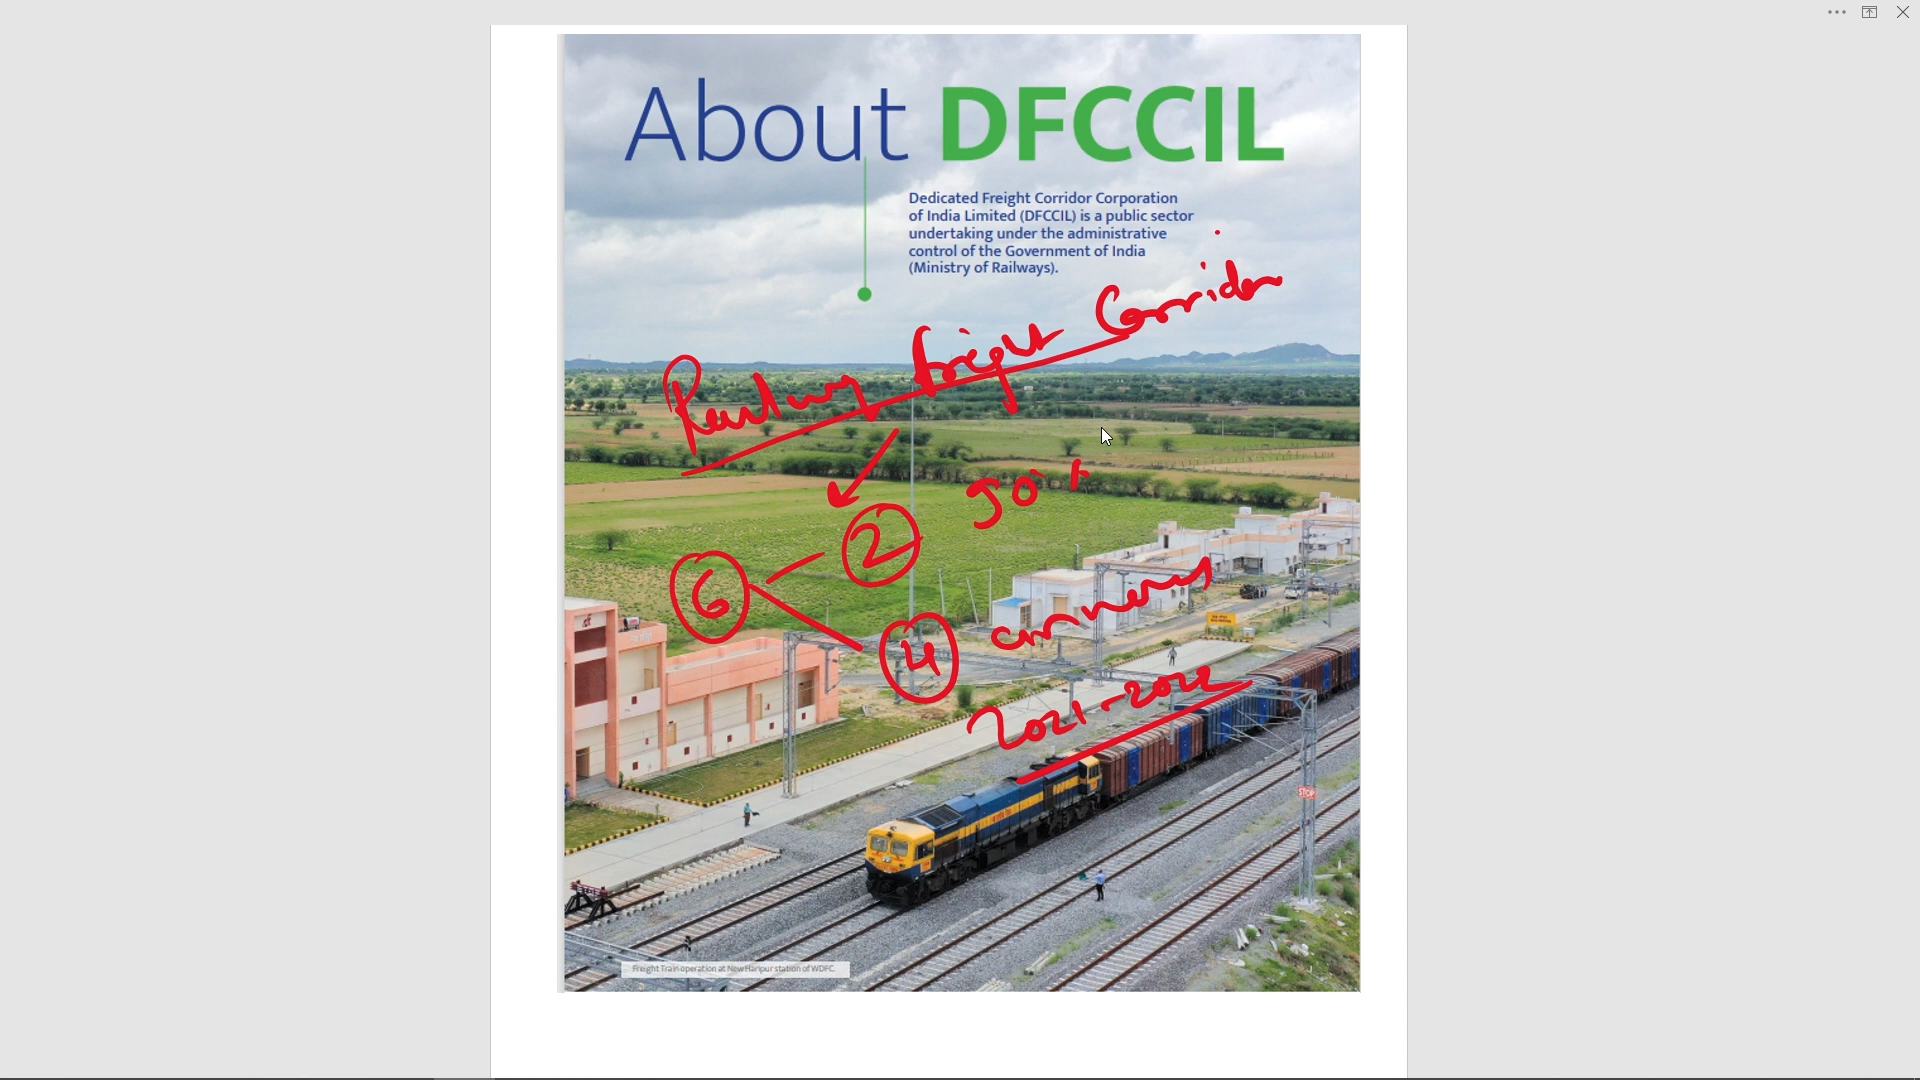 About DFCCIL
Dedicated Freight Corridor Corporation
of India Limited (DFCCIL) is a public sector
undertaking under the administrative
control of the Government of India
(Ministry of Railways).
Railway freight Corridor
2
6
4
2021-2022
STOP
Freight Train operation at New Haripur station of WDFC.